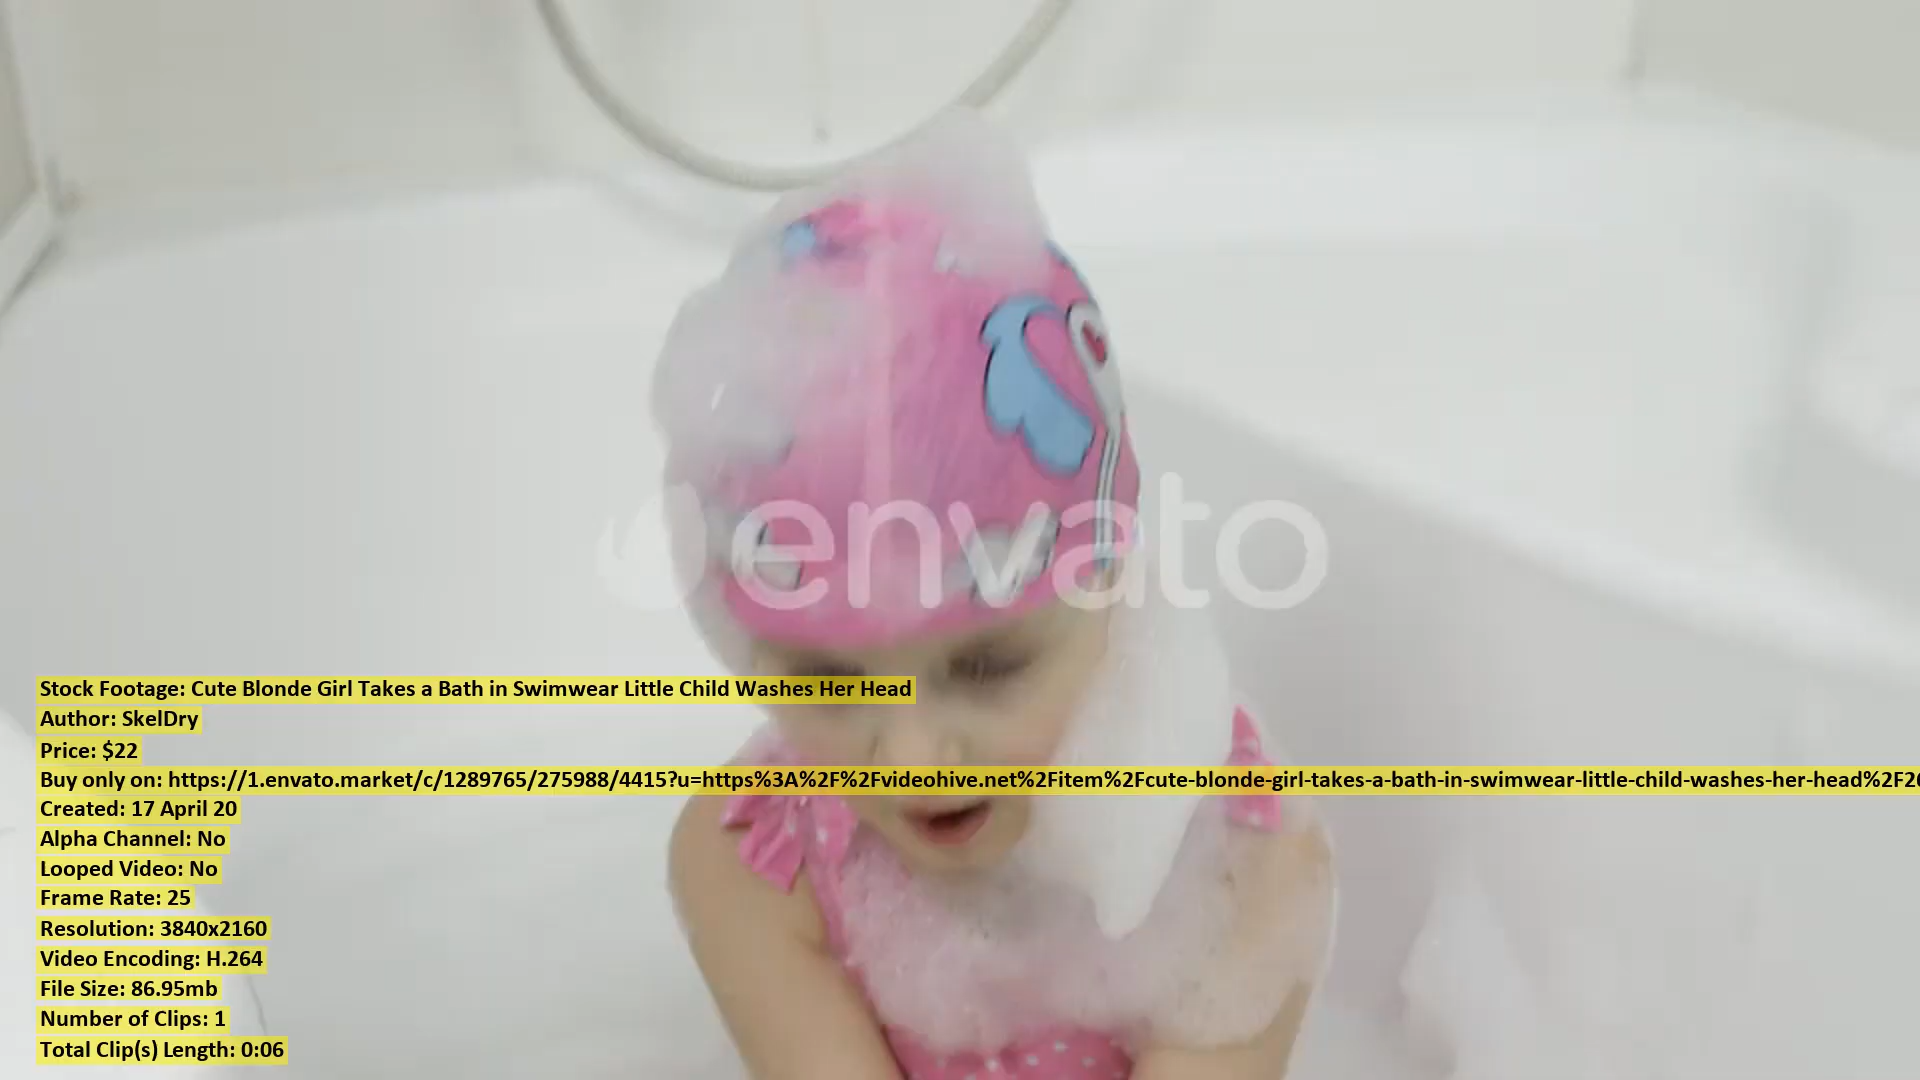 envato
Stock Footage: Cute Blonde Girl Takes a Bath in Swimwear Little Child Washes Her Head
Author: SkelDry
Price: $22
Buy only on: https://1.envato.market/c/1289765/275988/4415?u=https%3A%2F%2Fvideohive.net%2Fitem%2Fcute-blonde-girl-takes-a-bath-in-swimwear-little-child-washes-her-head%2F2
Created: 17 April 20
Alpha Channel: No
Looped Video: No
Frame Rate: 25
Resolution: 3840x2160
Video Encoding: H.264
File Size: 86.95mb
Number of Clips: 1
Total Clip(s) Length: 0:06